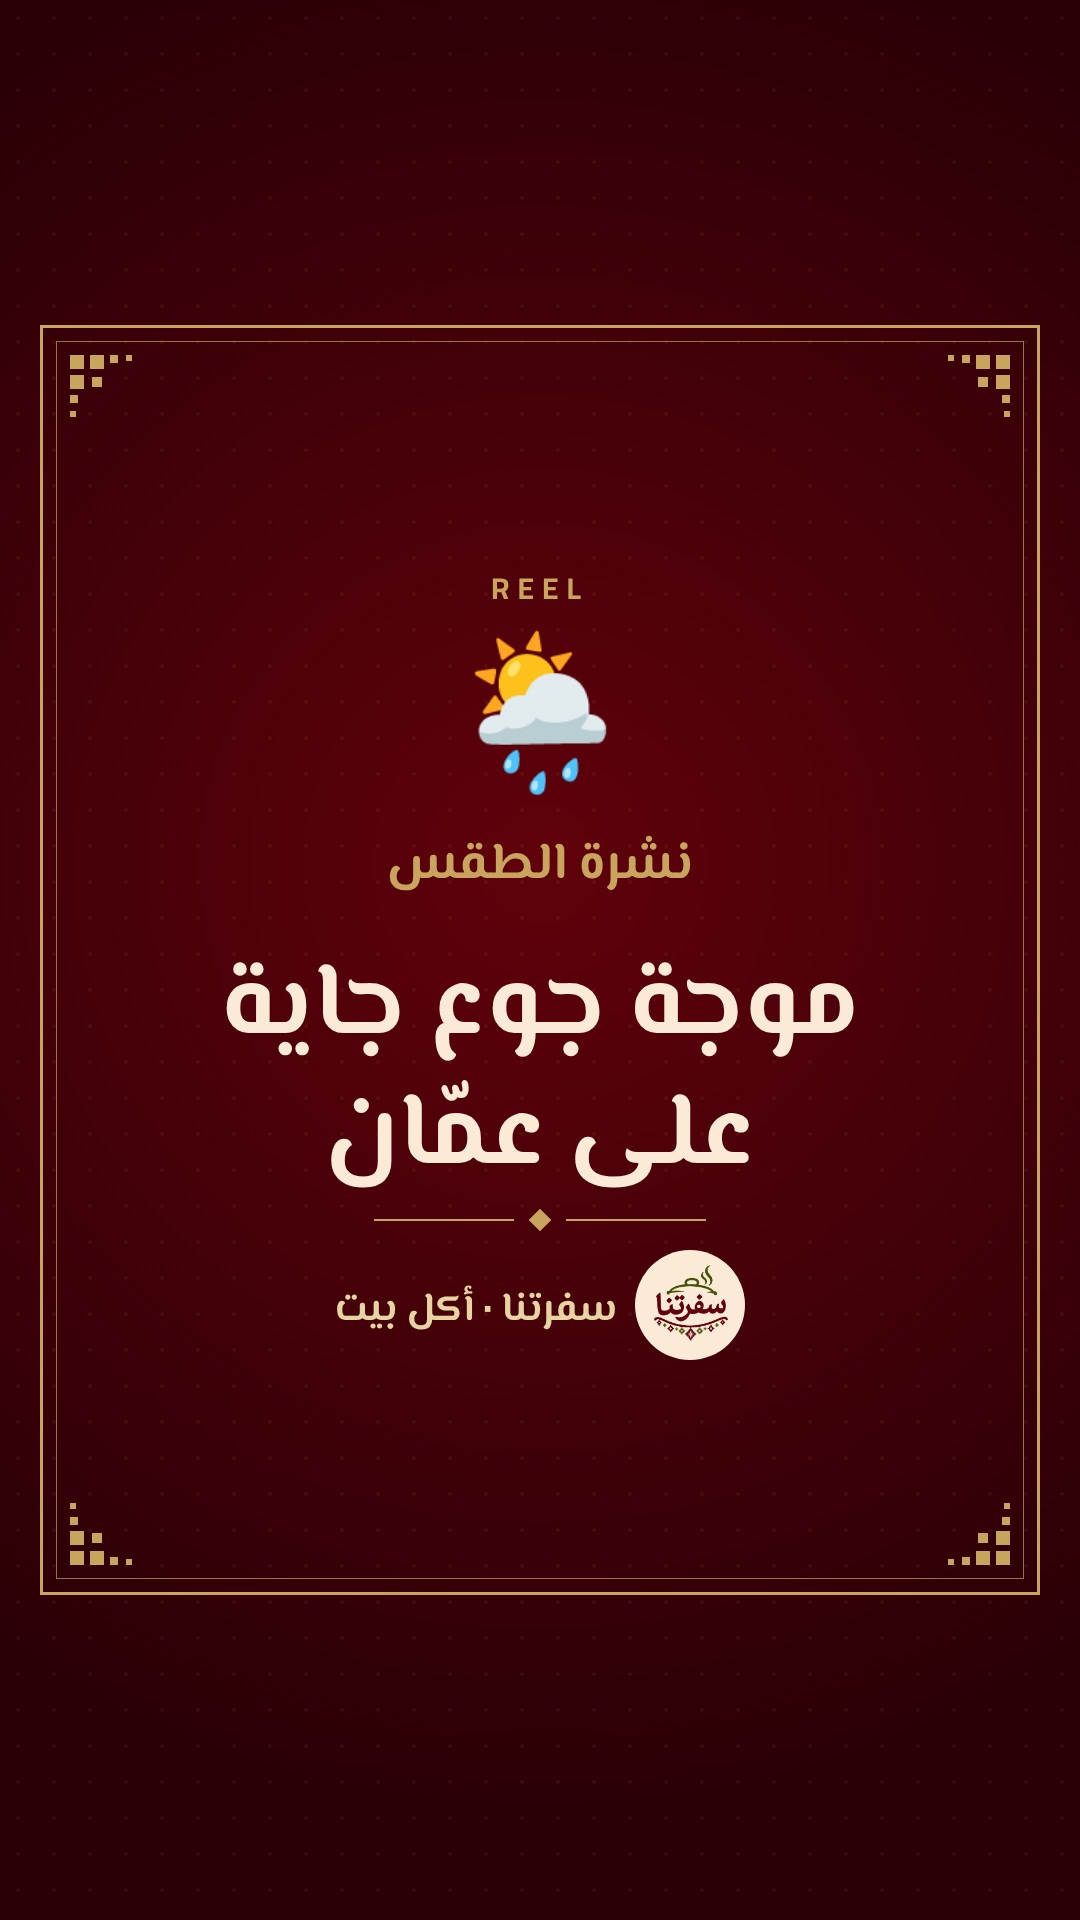 REEL
نشرة الطقس
موجة جوع جاية
على عمّان
سفرتنا
سفرتنا · أكل بيت